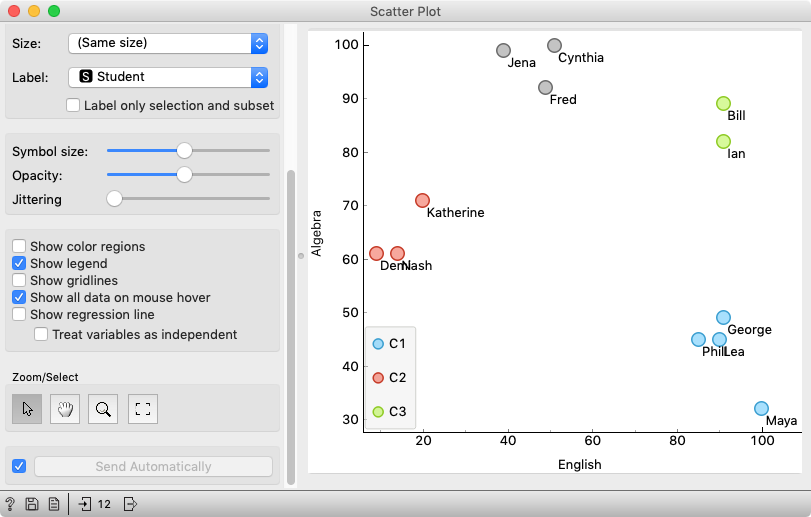 Scatter Plot
Size: (Same size)
Label: S Student
Label only selection and subset
Symbol size:
Opacity:
Jittering
Show color regions
Show legend
Show gridlines
Show all data on mouse hover
Show regression line
Treat variables as independent
Zoom/Select
Send Automatically
? 12
Algebra
100
90
80
70
60
50
40
30
Jena
Cynthia
Fred
Bill
Ian
Katherine
Nash
George
Phill
Lea
Maya
C1
C2
C3
20 40 60 80 100
English